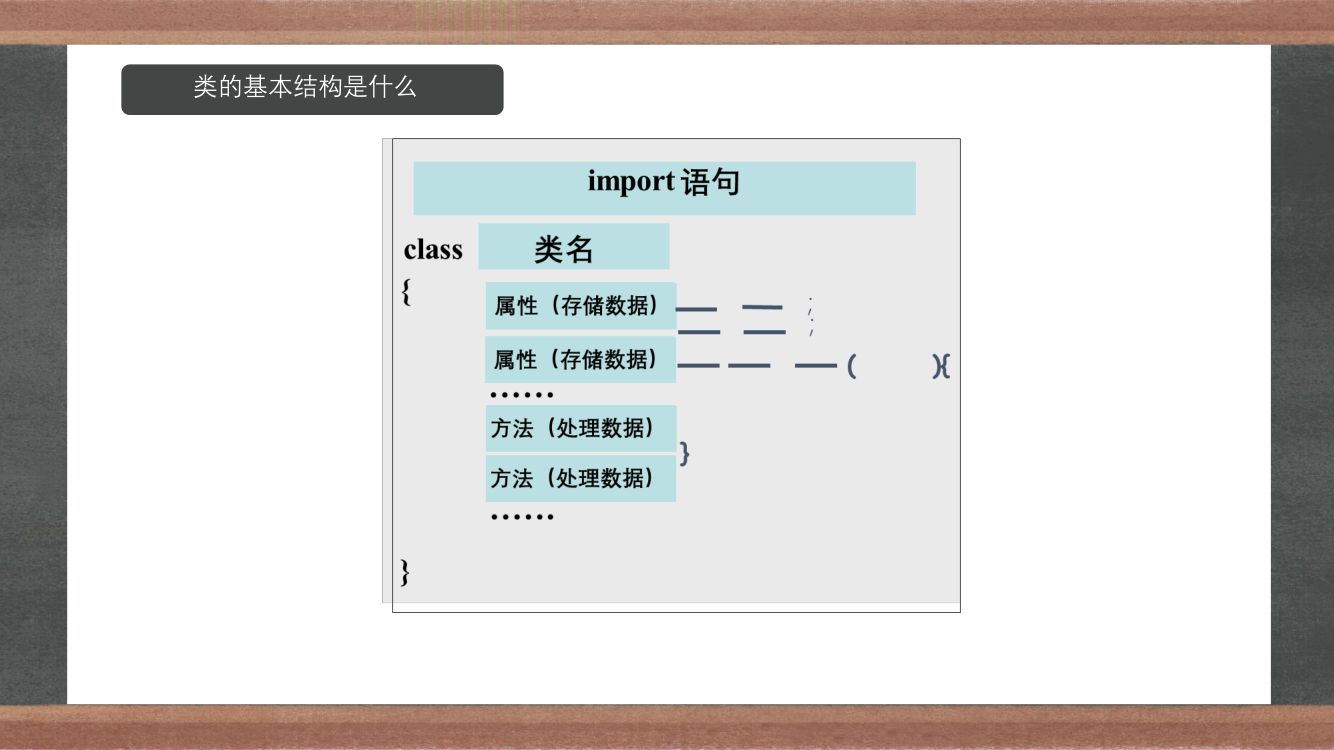 类的基本结构是什么
import 语句
class 类名
{
属性（存储数据） — — ;
— — ;
属性（存储数据） — — — ( ){
······
方法（处理数据）
}
方法（处理数据）
······
}